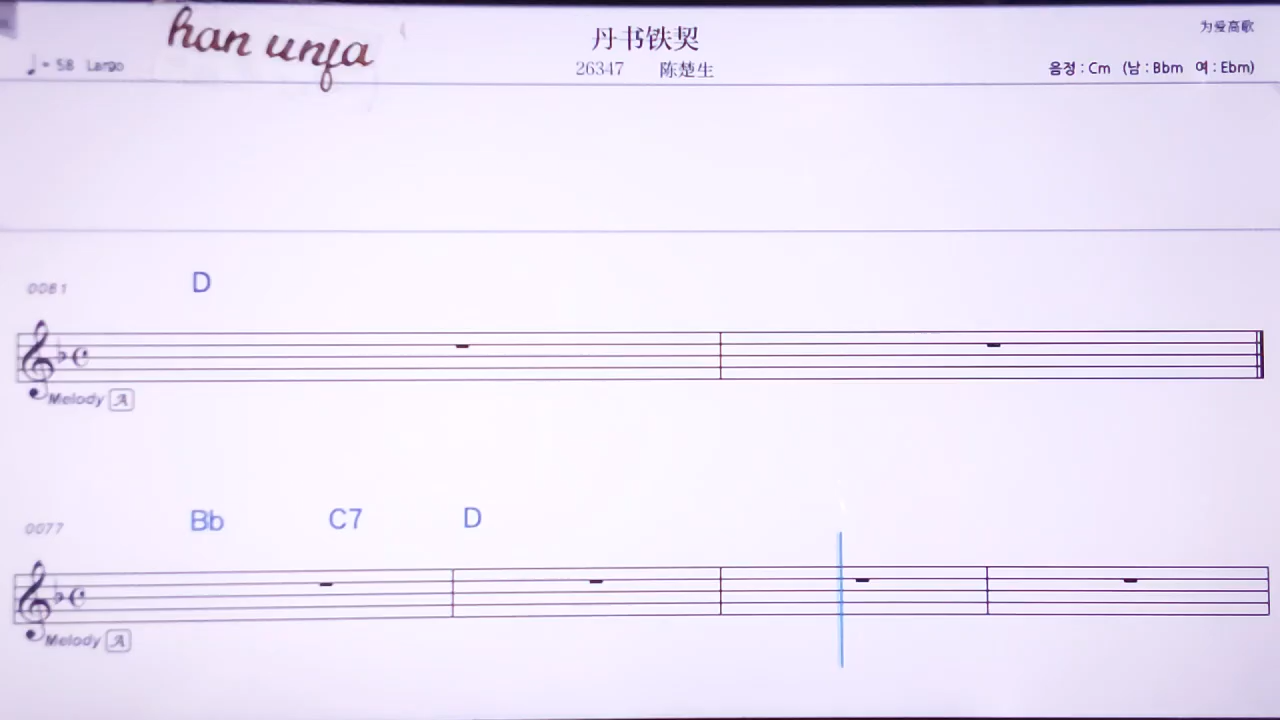 han unfa
丹书铁契
为爱高歌
♩= 58 Largo
26347 陈楚生
음정 : Cm (남 : Bbm 여 : Ebm)
0081 D
Melody A
0077 Bb C7 D
Melody A